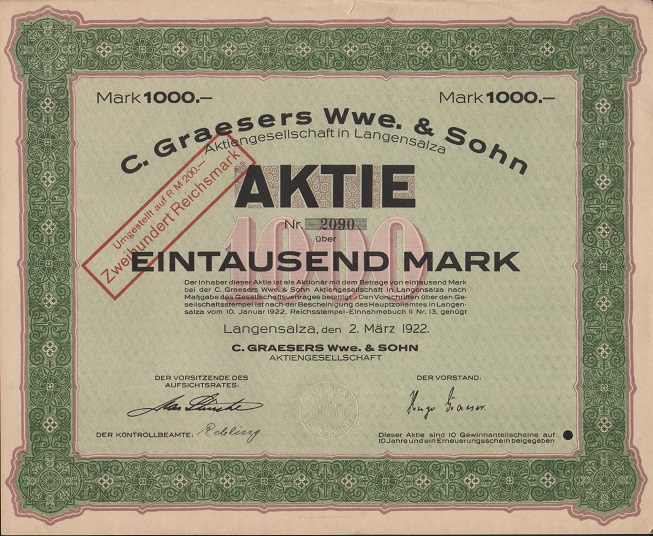 Mark 1000.— Mark 1000.—
C. Graesers Wwe. & Sohn
Aktiengesellschaft in Langensalza
Umgestellt auf R M.200.—
Zweihundert Reichsmark
AKTIE
Nr. 2090
über
1000
EINTAUSEND MARK
Der Inhaber dieser Aktie ist als Aktionär mit dem Betrage von eintausend Mark
bei der C. Graesers Wwe. & Sohn Aktiengesellschaft in Langensalza nach
Maßgabe des Gesellschaftsvertrages beteiligt. Den Vorschriften über den Ge-
sellschaftsstempel ist nach der Bescheinigung des Hauptzollamtes in Langen-
salza vom 10. Januar 1922, Reichsstempel-Einnahmebuch II Nr. 13, genügt
Langensalza, den 2. März 1922.
C. GRAESERS Wwe. & SOHN
AKTIENGESELLSCHAFT
DER VORSITZENDE DES
AUFSICHTSRATES:
DER VORSTAND:
Hugo Graeser.
DER KONTROLLBEAMTE:
Dieser Aktie sind 10 Gewinnanteilscheine auf
10 Jahre und ein Erneuerungsschein beigegeben